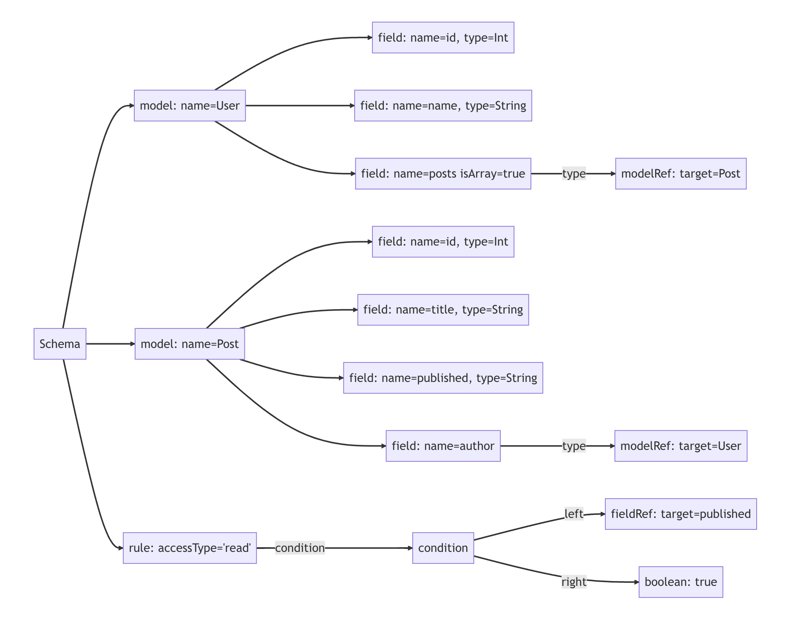 field: name=id, type=Int
model: name=User
field: name=name, type=String
field: name=posts isArray=true
type
modelRef: target=Post
field: name=id, type=Int
field: name=title, type=String
Schema
model: name=Post
field: name=published, type=String
field: name=author
type
modelRef: target=User
left
fieldRef: target=published
rule: accessType='read'
condition
condition
right
boolean: true